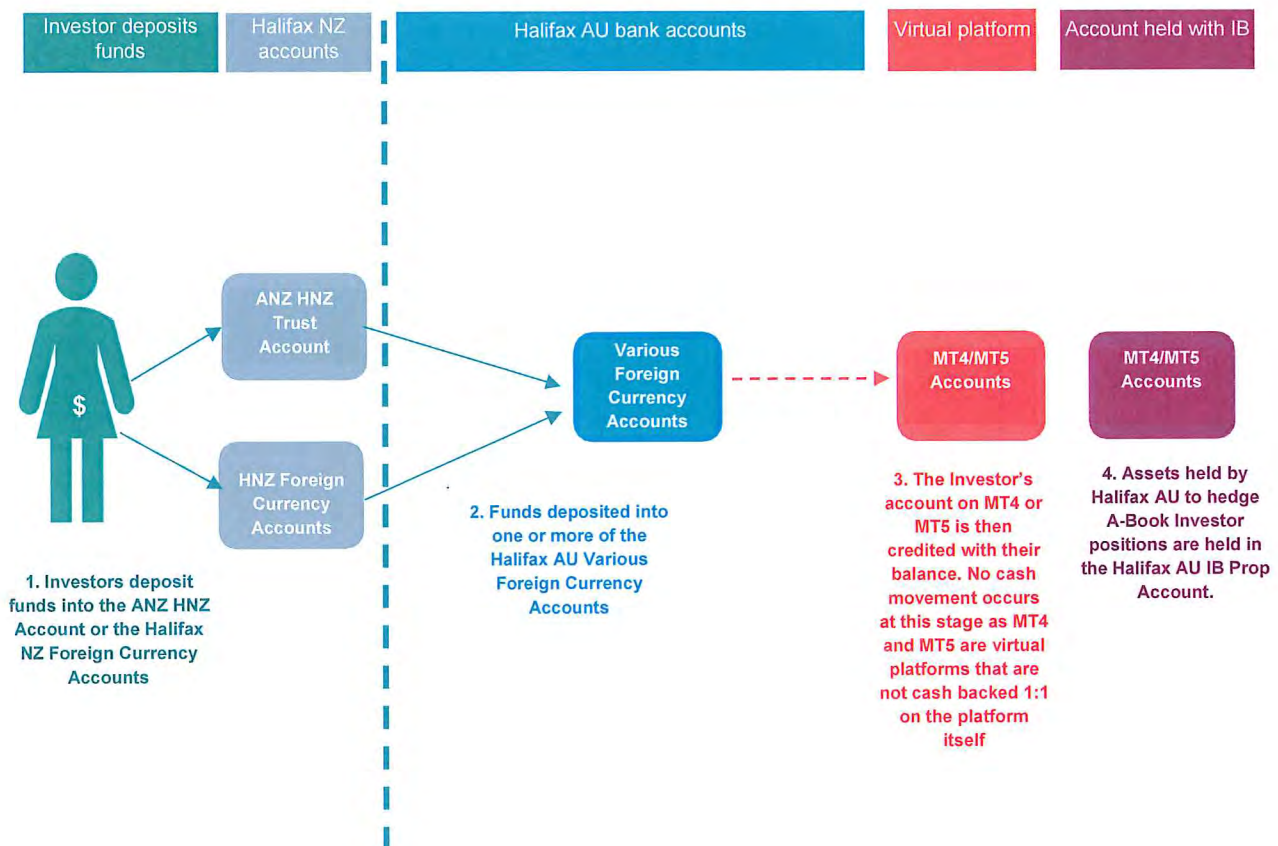 Investor deposits
funds
Halifax NZ
accounts
Halifax AU bank accounts
Virtual platform
Account held with IB
$
ANZ HNZ
Trust
Account
HNZ Foreign
Currency
Accounts
Various
Foreign
Currency
Accounts
MT4/MT5
Accounts
MT4/MT5
Accounts
1. Investors deposit
funds into the ANZ HNZ
Account or the Halifax
NZ Foreign Currency
Accounts
2. Funds deposited into
one or more of the
Halifax AU Various
Foreign Currency
Accounts
3. The Investor's
account on MT4 or
MT5 is then
credited with their
balance. No cash
movement occurs
at this stage as MT4
and MT5 are virtual
platforms that are
not cash backed 1:1
on the platform
itself
4. Assets held by
Halifax AU to hedge
A-Book Investor
positions are held in
the Halifax AU IB Prop
Account.